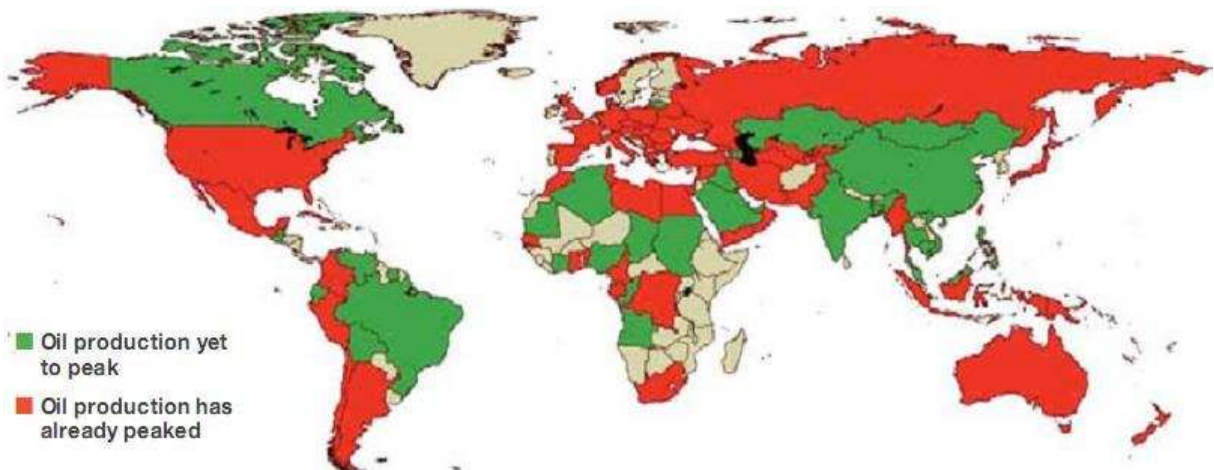 Oil production yet
to peak
Oil production has
already peaked